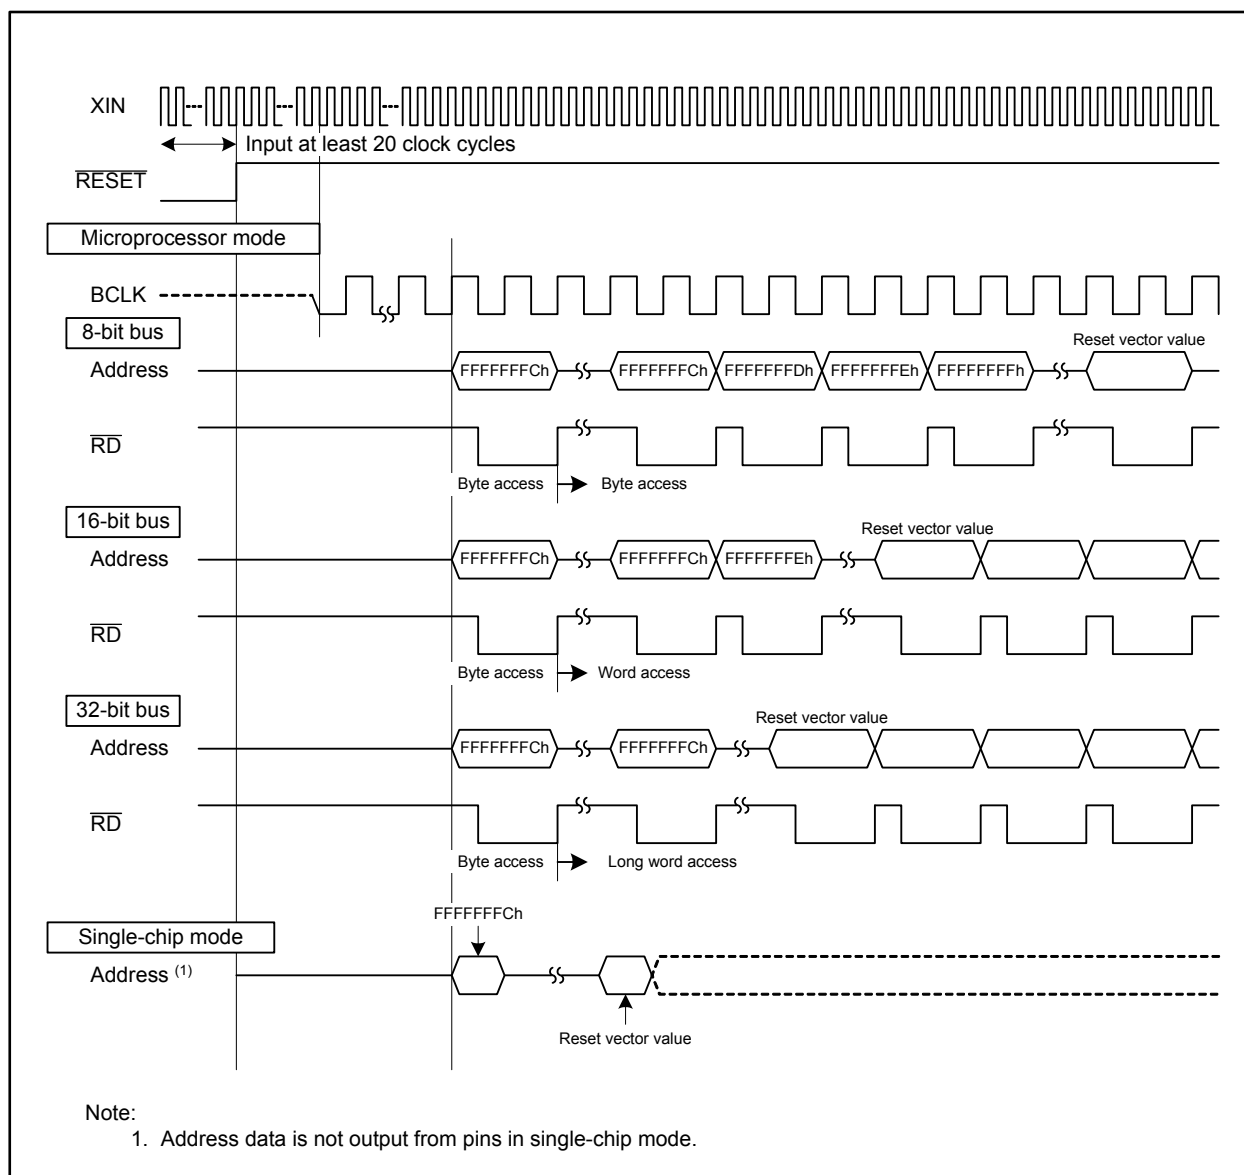 XIN
Input at least 20 clock cycles
RESET
Microprocessor mode
BCLK
8-bit bus
Reset vector value
Address FFFFFFFCh FFFFFFFCh FFFFFFFDh FFFFFFFEh FFFFFFFFh
RD
Byte access Byte access
16-bit bus
Reset vector value
Address FFFFFFFCh FFFFFFFCh FFFFFFFEh
RD
Byte access Word access
32-bit bus
Reset vector value
Address FFFFFFFCh FFFFFFFCh
RD
Byte access Long word access
FFFFFFFCh
Single-chip mode
Address (1)
Reset vector value
Note:
1. Address data is not output from pins in single-chip mode.